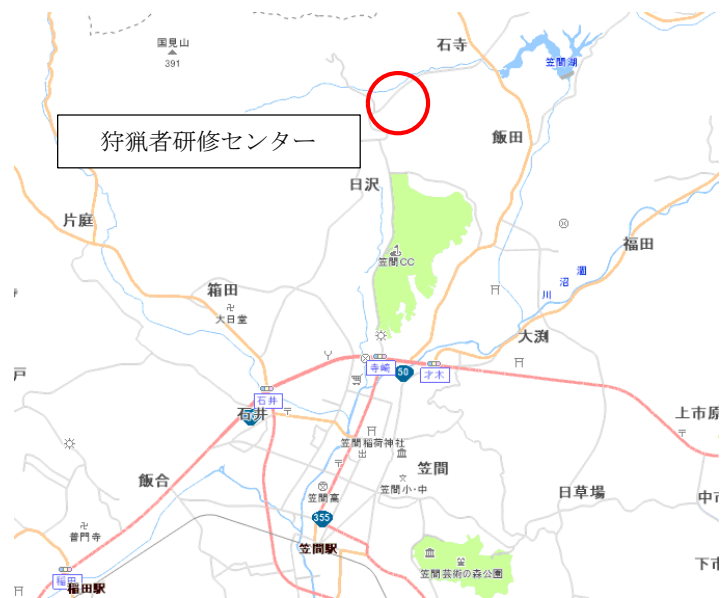 国見山
391
石寺
笠間湖
狩猟者研修センター
飯田
日沢
片庭
福田
笠間CC
涸
沼
川
箱田
大日堂
大渕
寺崎
50
才木
戸
石井
石井
上市原
笠間稲荷神社
笠間
飯合
笠間小・中
日草場
中市
笠間高
355
普門寺
笠間駅
下市
笠間芸術の森公園
稲田
稲田駅